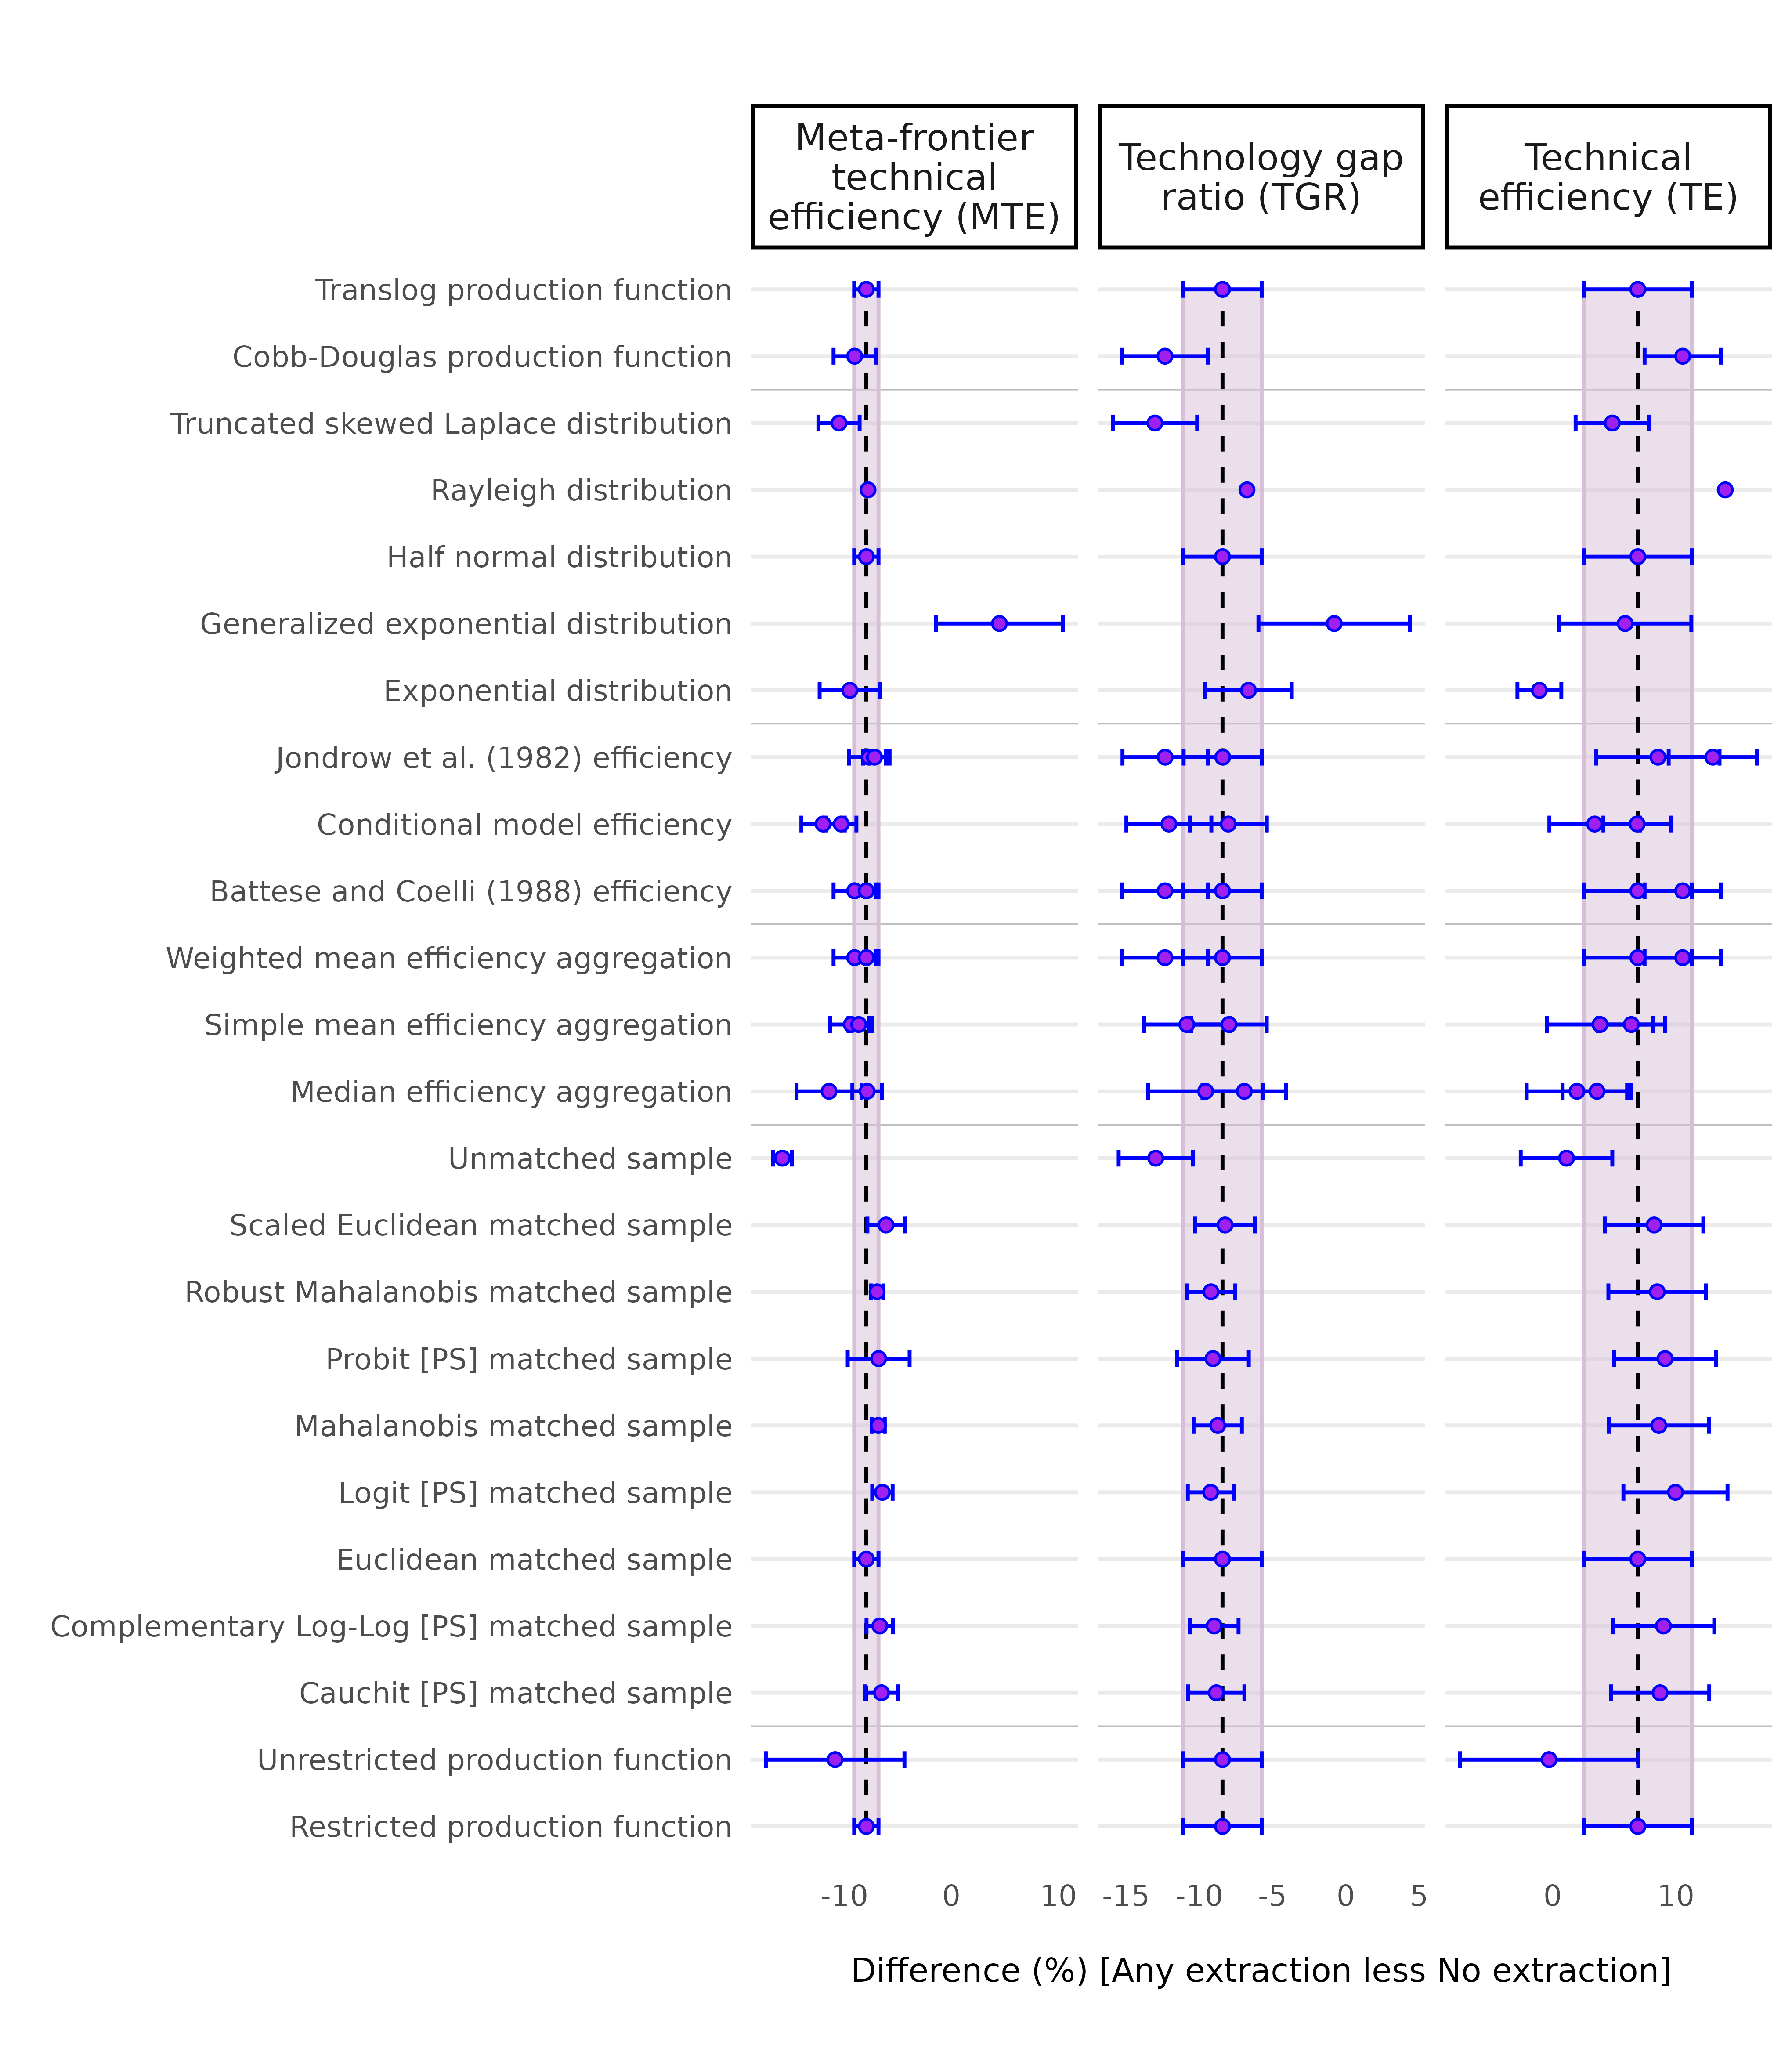 Meta-frontier
technical
efficiency (MTE)
Technology gap
ratio (TGR)
Technical
efficiency (TE)
Translog production function
Cobb-Douglas production function
Truncated skewed Laplace distribution
Rayleigh distribution
Half normal distribution
Generalized exponential distribution
Exponential distribution
Jondrow et al. (1982) efficiency
Conditional model efficiency
Battese and Coelli (1988) efficiency
Weighted mean efficiency aggregation
Simple mean efficiency aggregation
Median efficiency aggregation
Unmatched sample
Scaled Euclidean matched sample
Robust Mahalanobis matched sample
Probit [PS] matched sample
Mahalanobis matched sample
Logit [PS] matched sample
Euclidean matched sample
Complementary Log-Log [PS] matched sample
Cauchit [PS] matched sample
Unrestricted production function
Restricted production function
-10 0 10 -15 -10 -5 0 5 0 10
Difference (%) [Any extraction less No extraction]